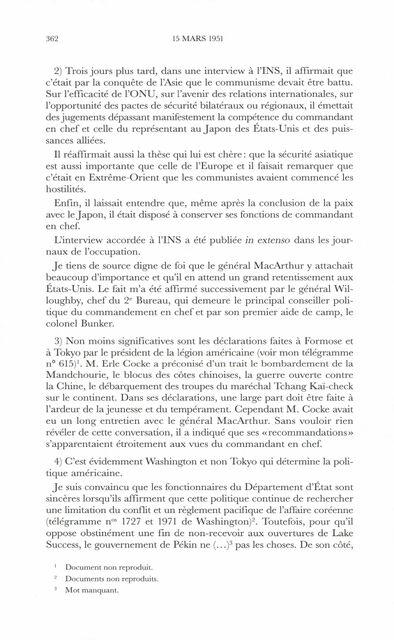 362
15 MARS 1951
2) Trois jours plus tard, dans une interview à l'INS, il affirmait que
c'était par la conquête de l'Asie que le communisme devait être battu.
Sur l'efficacité de l'ONU, sur l'avenir des relations internationales, sur
l'opportunité des pactes de sécurité bilatéraux ou régionaux, il émettait
des jugements dépassant manifestement la compétence du commandant
en chef et celle du représentant au Japon des États-Unis et des puis-
sances alliées.
Il réaffirmait aussi la thèse qui lui est chère : que la sécurité asiatique
est aussi importante que celle de l'Europe et il faisait remarquer que
c'était en Extrême-Orient que les communistes avaient commencé les
hostilités.
Enfin, il laissait entendre que, même après la conclusion de la paix
avec le Japon, il était disposé à conserver ses fonctions de commandant
en chef.
L'interview accordée à l'INS a été publiée in extenso dans les jour-
naux de l'occupation.
Je tiens de source digne de foi que le général MacArthur y attachait
beaucoup d'importance et qu'il en attend un grand retentissement aux
États-Unis. Le fait m'a été affirmé successivement par le général Wil-
loughby, chef du 2e Bureau, qui demeure le principal conseiller poli-
tique du commandement en chef et par son premier aide de camp, le
colonel Bunker.
3) Non moins significatives sont les déclarations faites à Formose et
à Tokyo par le président de la légion américaine (voir mon télégramme
n° 615)1. M. Erle Cocke a préconisé d'un trait le bombardement de la
Mandchourie, le blocus des côtes chinoises, la guerre ouverte contre
la Chine, le débarquement des troupes du maréchal Tchang Kaï-check
sur le continent. Dans ses déclarations, une large part doit être faite à
l'ardeur de la jeunesse et du tempérament. Cependant M. Cocke avait
eu un long entretien avec le général MacArthur. Sans vouloir rien
révéler de cette conversation, il a indiqué que ses « recommandations »
s'apparentaient étroitement aux vues du commandant en chef.
4) C'est évidemment Washington et non Tokyo qui détermine la poli-
tique américaine.
Je suis convaincu que les fonctionnaires du Département d'État sont
sincères lorsqu'ils affirment que cette politique continue de rechercher
une limitation du conflit et un règlement pacifique de l'affaire coréenne
(télégramme nos 1727 et 1971 de Washington)2. Toutefois, pour qu'il
oppose obstinément une fin de non-recevoir aux ouvertures de Lake
Success, le gouvernement de Pékin ne (...)3 pas les choses. De son côté,
1 Document non reproduit.
2 Documents non reproduits.
3 Mot manquant.